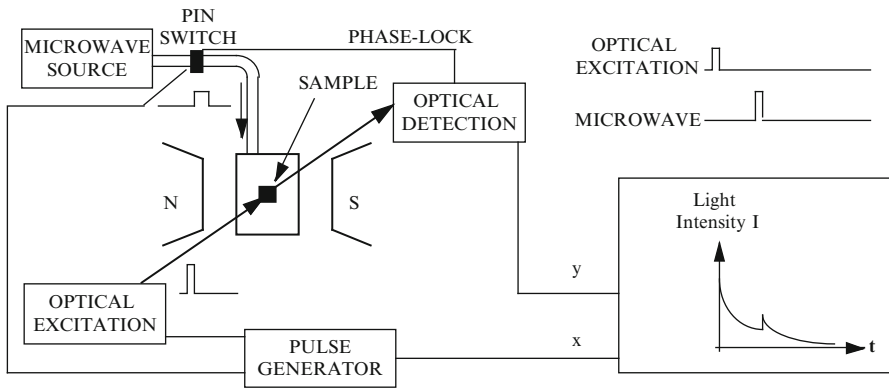 PIN
SWITCH
MICROWAVE
SOURCE
PHASE-LOCK
SAMPLE
OPTICAL
DETECTION
OPTICAL
EXCITATION
MICROWAVE
N
S
Light
Intensity I
t
y
x
OPTICAL
EXCITATION
PULSE
GENERATOR